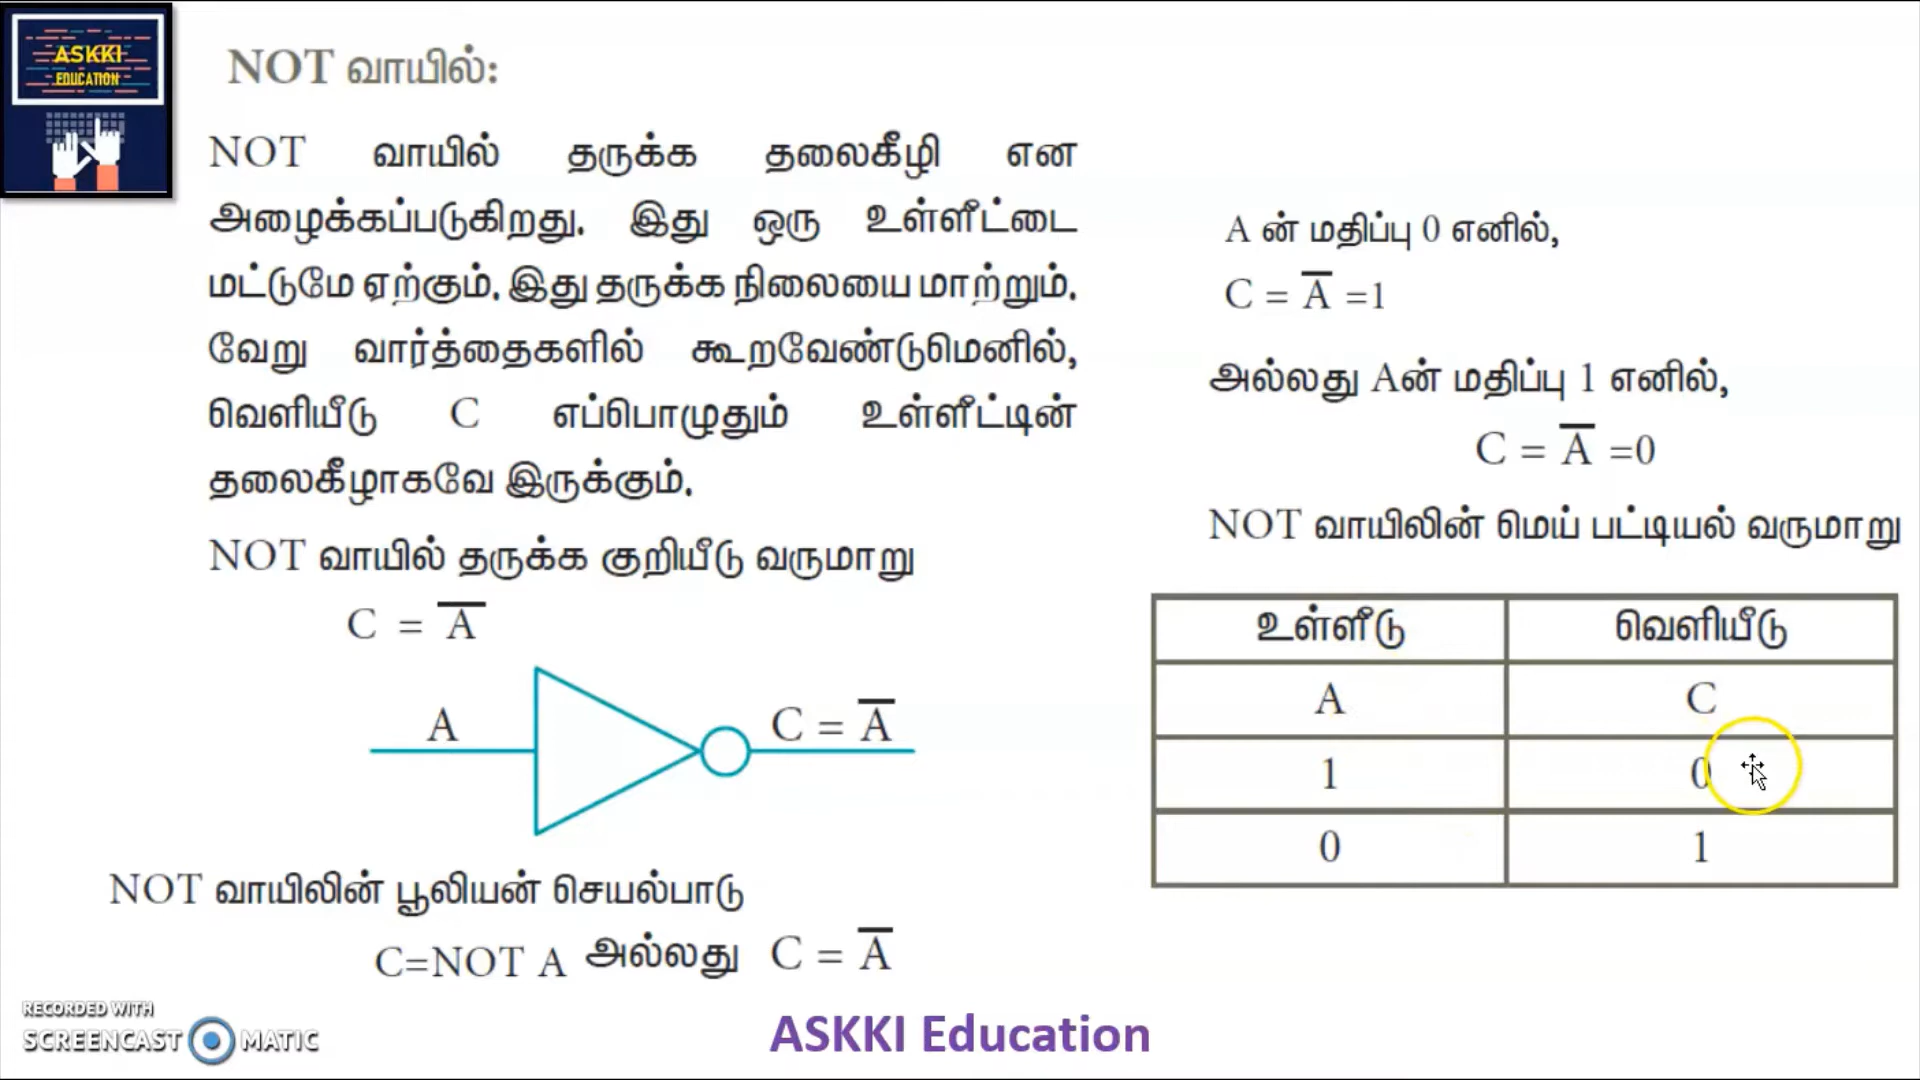 ASKKI
EDUCATION
NOT வாயில்:
NOT வாயில் தருக்க தலைகீழி என
அழைக்கப்படுகிறது. இது ஒரு உள்ளீட்டை
மட்டுமே ஏற்கும். இது தருக்க நிலையை மாற்றும்.
வேறு வார்த்தைகளில் கூறவேண்டுமெனில்,
வெளியீடு C எப்பொழுதும் உள்ளீட்டின்
தலைகீழாகவே இருக்கும்.
NOT வாயில் தருக்க குறியீடு வருமாறு
C = A̅
A
C = A̅
NOT வாயிலின் பூலியன் செயல்பாடு
C=NOT A அல்லது C = A̅
A ன் மதிப்பு 0 எனில்,
C = A̅ =1
அல்லது Aன் மதிப்பு 1 எனில்,
C = A̅ =0
NOT வாயிலின் மெய் பட்டியல் வருமாறு
உள்ளீடு வெளியீடு
A C
1 0
0 1
RECORDED WITH
SCREENCAST MATIC
ASKKI Education